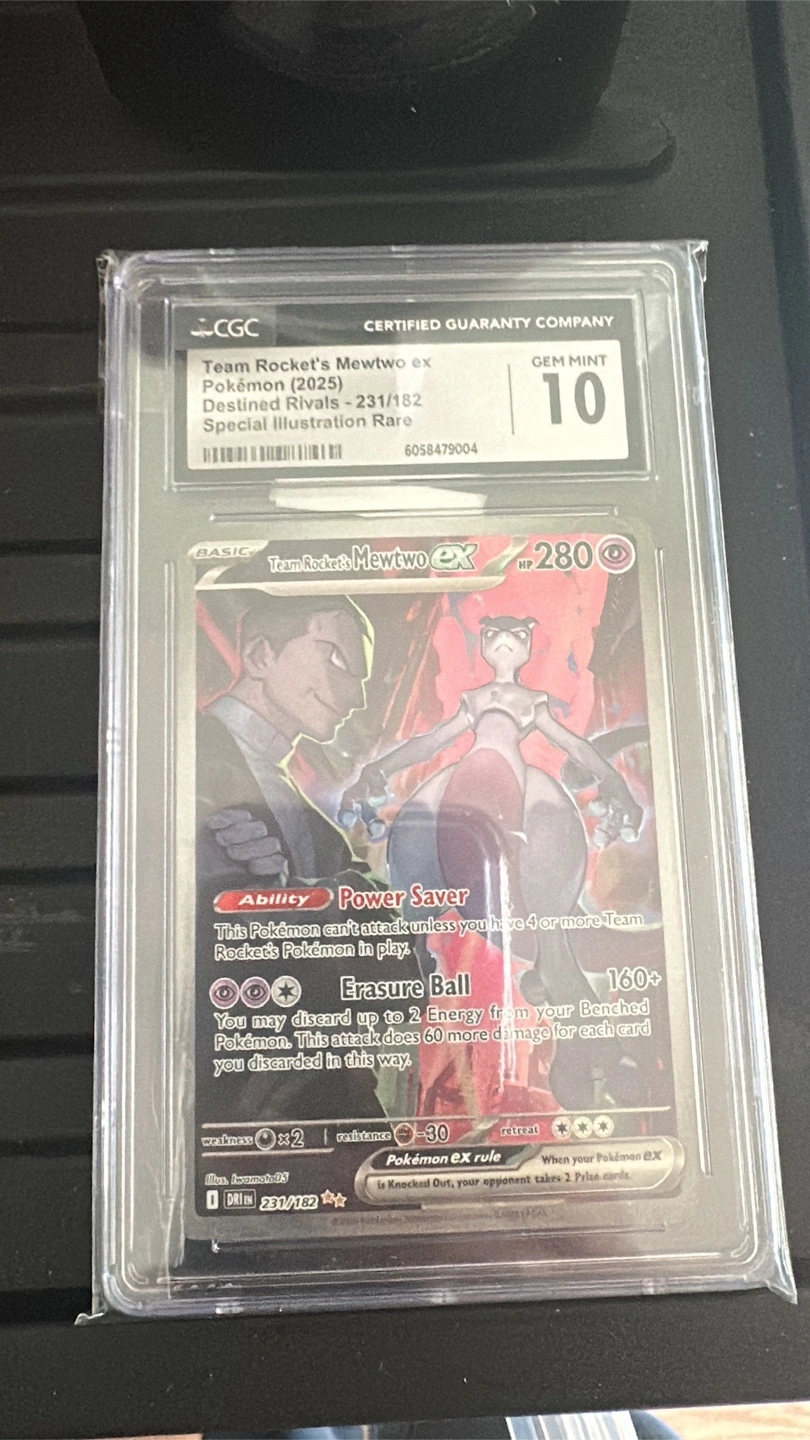 CGC CERTIFIED GUARANTY COMPANY
Team Rocket's Mewtwo ex
Pokémon (2025)
Destined Rivals - 231/182
Special Illustration Rare
GEM MINT
10
6058479004
BASIC Team Rocket's Mewtwo ex HP 280
Ability Power Saver
This Pokémon can't attack unless you have 4 or more Team
Rocket's Pokémon in play.
Erasure Ball 160+
You may discard up to 2 Energy from your Benched
Pokémon. This attack does 60 more damage for each card
you discarded in this way.
weakness ×2 resistance -30 retreat
Pokémon ex rule When your Pokémon ex
is Knocked Out, your opponent takes 2 Prize cards.
Illus. Iwamoto05
I DRI EN 231/182